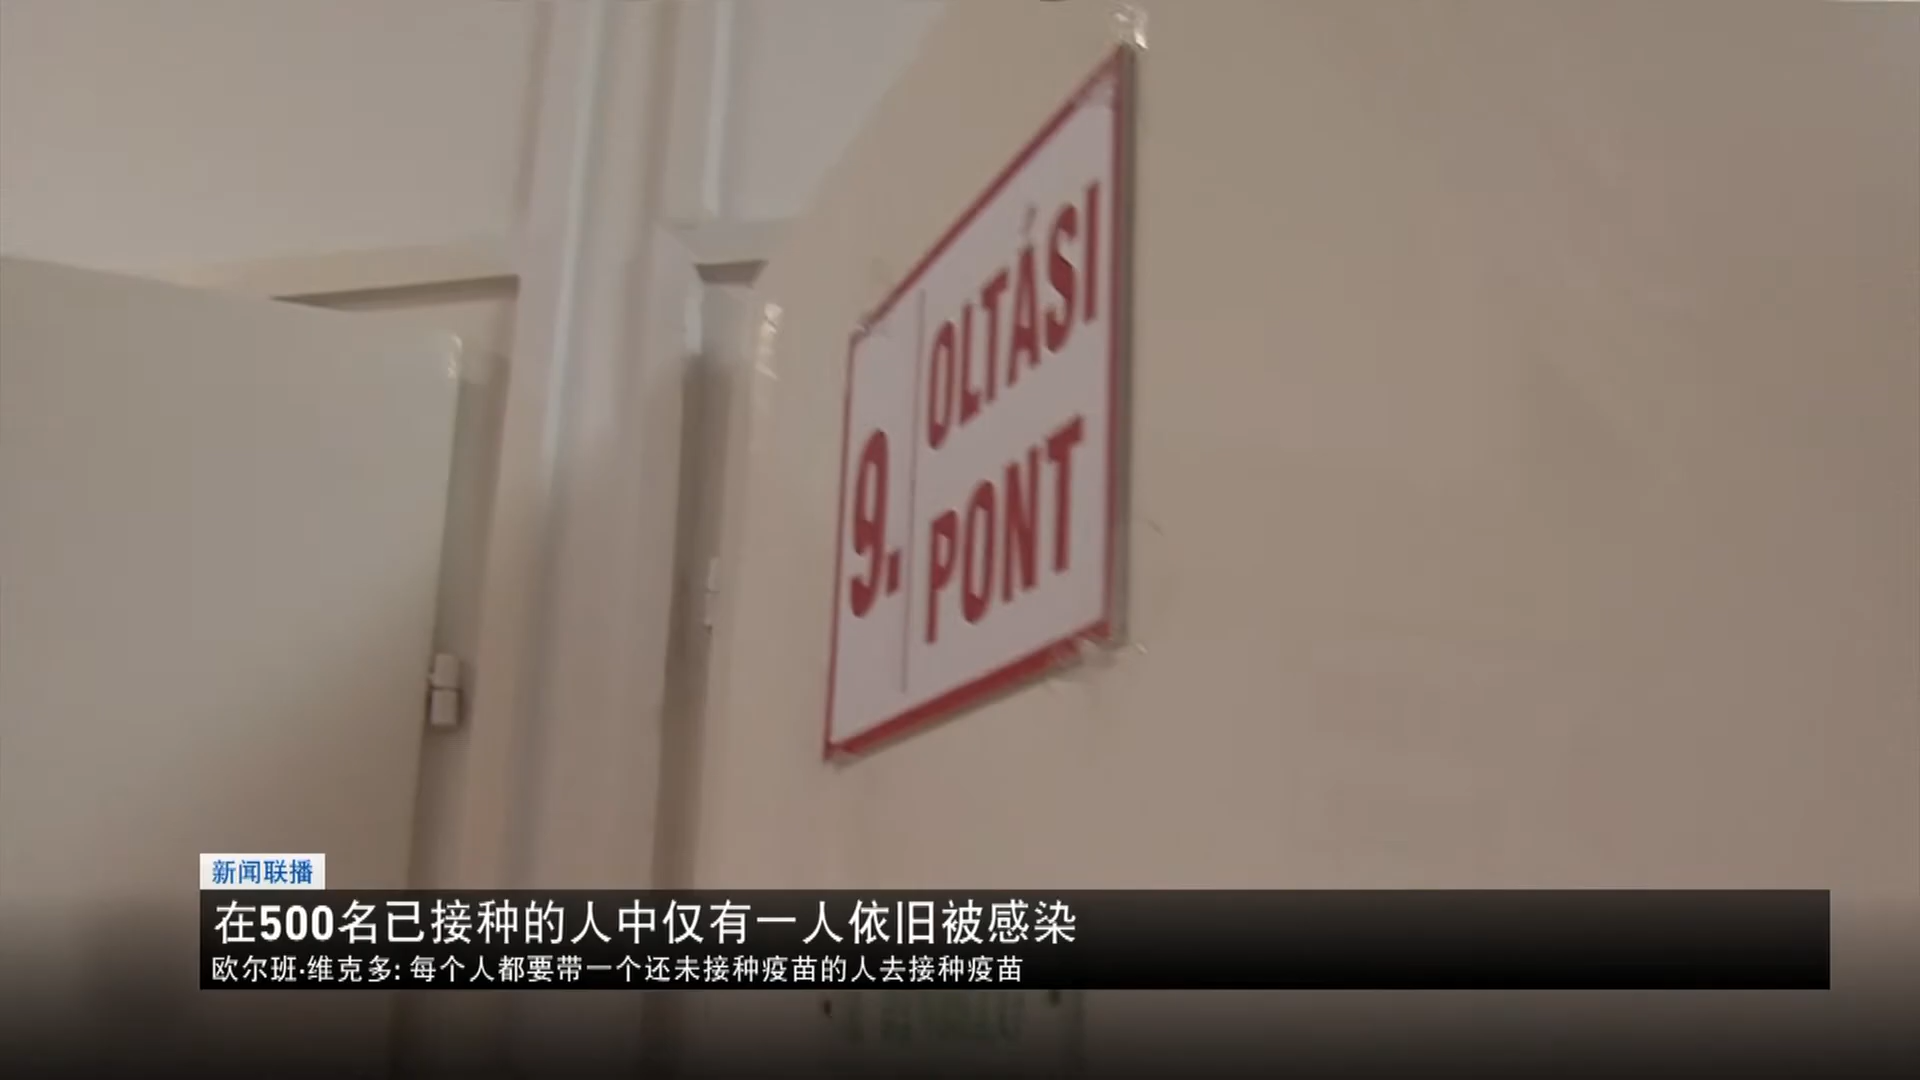 9.
OLTÁSI
PONT
新闻联播
在500名已接种的人中仅有一人依旧被感染
欧尔班·维克多: 每个人都要带一个还未接种疫苗的人去接种疫苗